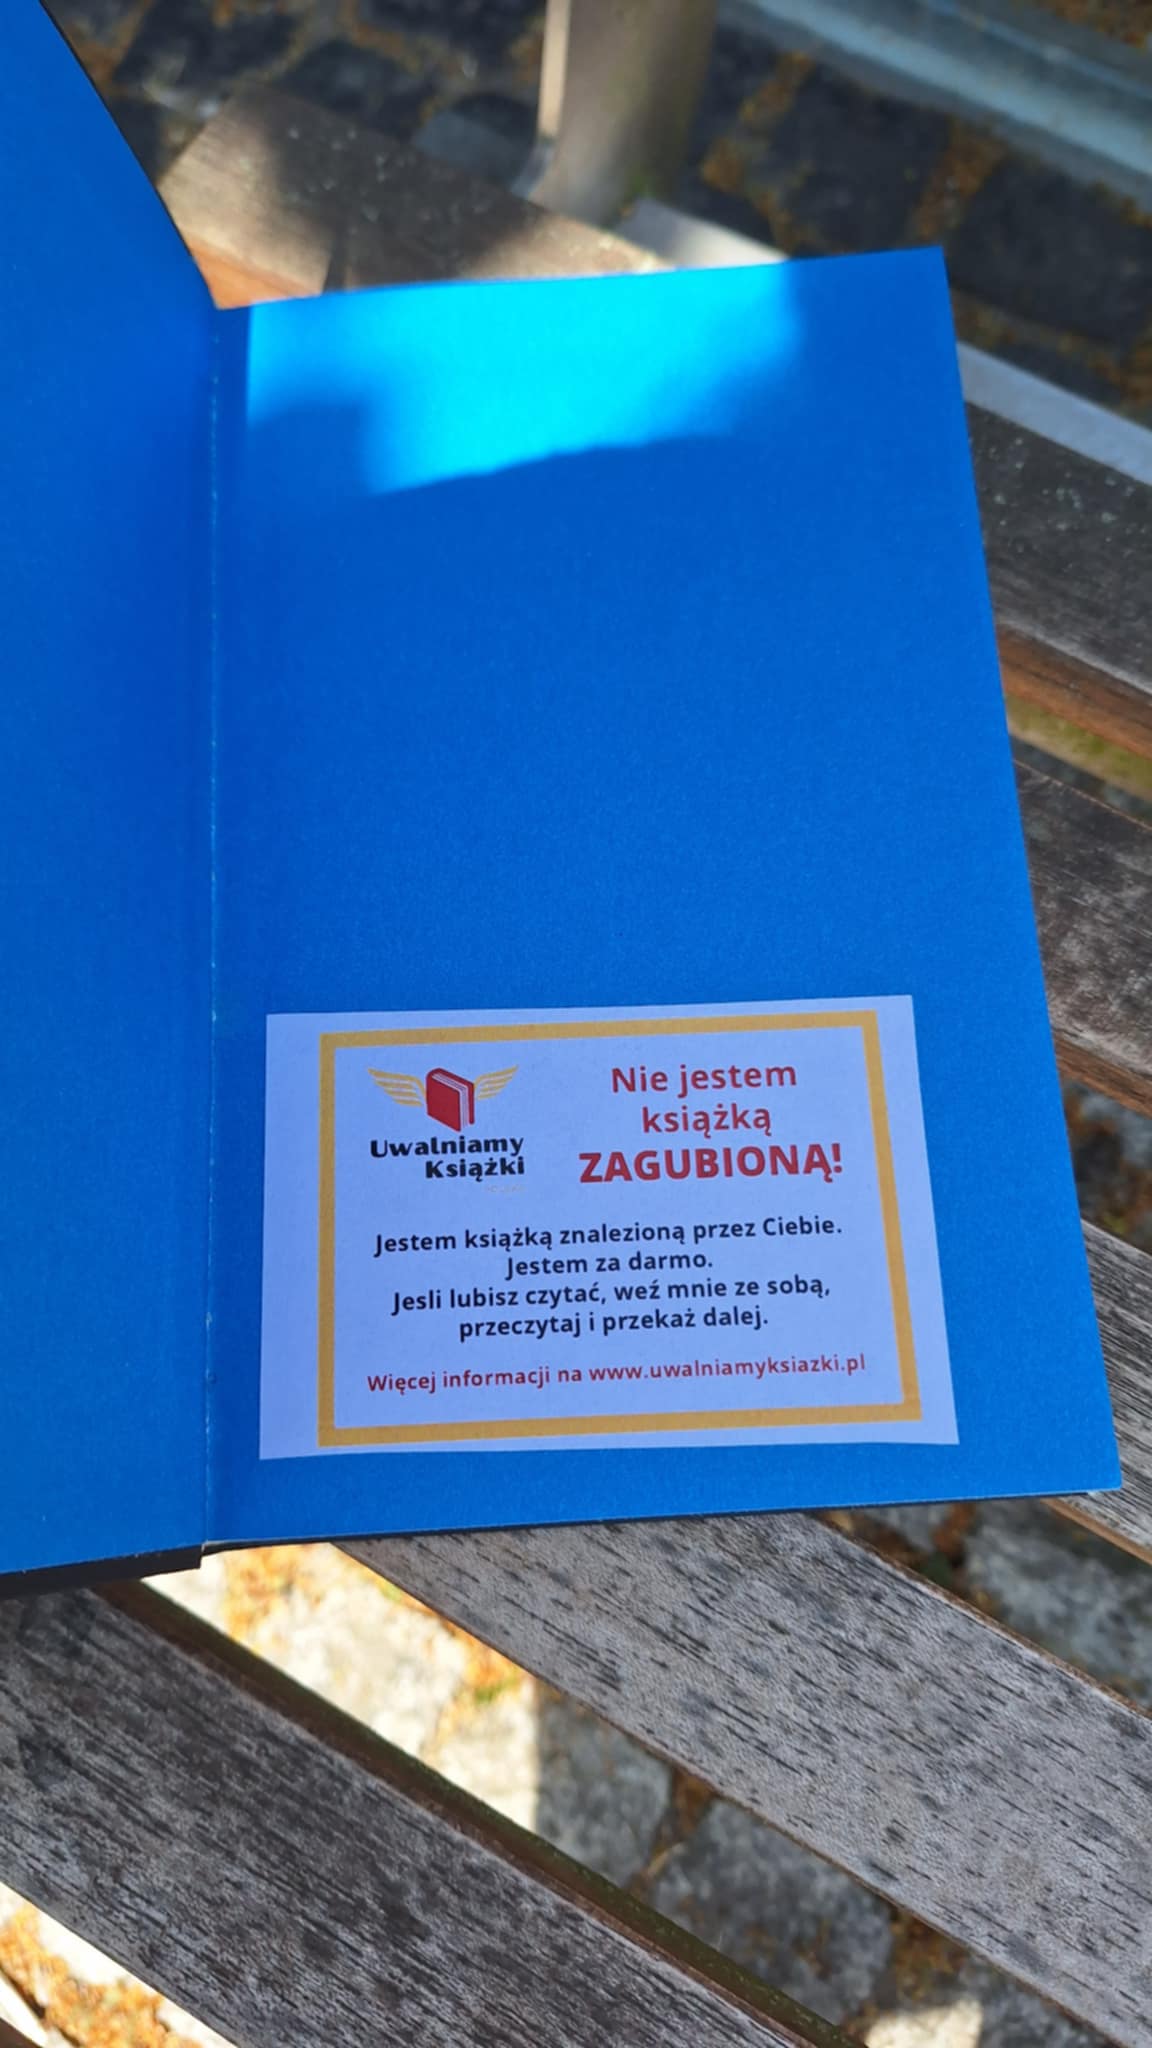 Uwalniamy
Książki
Nie jestem
książką
ZAGUBIONĄ!
Jestem książką znalezioną przez Ciebie.
Jestem za darmo.
Jesli lubisz czytać, weź mnie ze sobą,
przeczytaj i przekaż dalej.
Więcej informacji na www.uwalniamyksiazki.pl